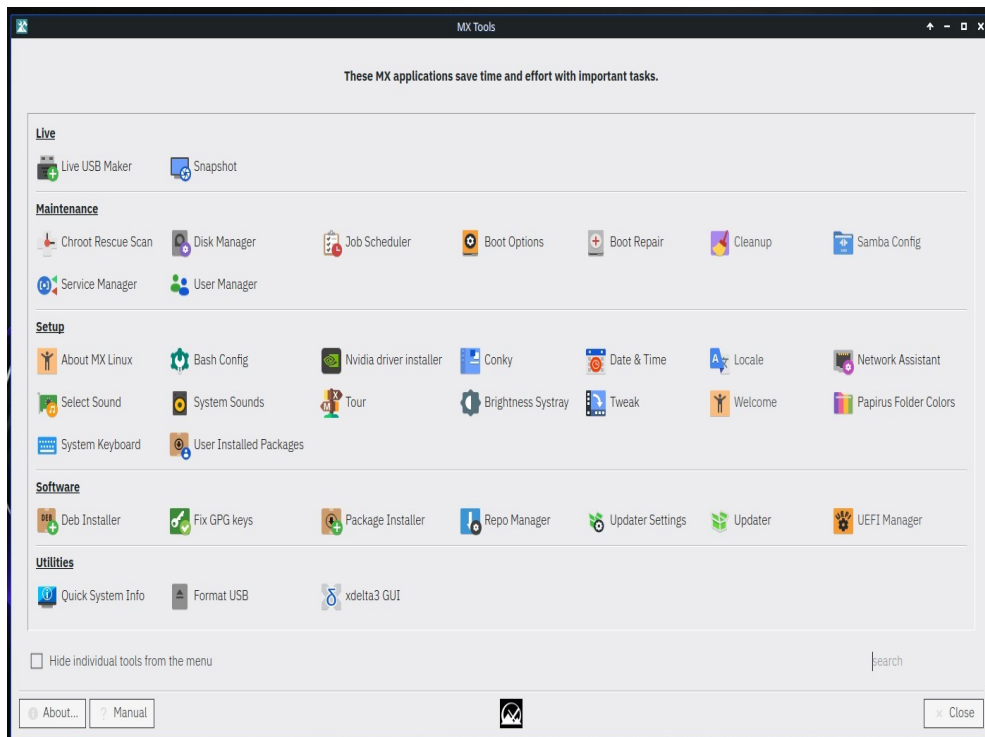 MX Tools
These MX applications save time and effort with important tasks.
Live
Live USB Maker Snapshot
Maintenance
Chroot Rescue Scan Disk Manager Job Scheduler Boot Options Boot Repair Cleanup Samba Config
Service Manager User Manager
Setup
About MX Linux Bash Config Nvidia driver installer Conky Date & Time Locale Network Assistant
Select Sound System Sounds Tour Brightness Systray Tweak Welcome Papirus Folder Colors
System Keyboard User Installed Packages
Software
Deb Installer Fix GPG keys Package Installer Repo Manager Updater Settings Updater UEFI Manager
Utilities
Quick System Info Format USB xdelta3 GUI
Hide individual tools from the menu search
About... ? Manual Close